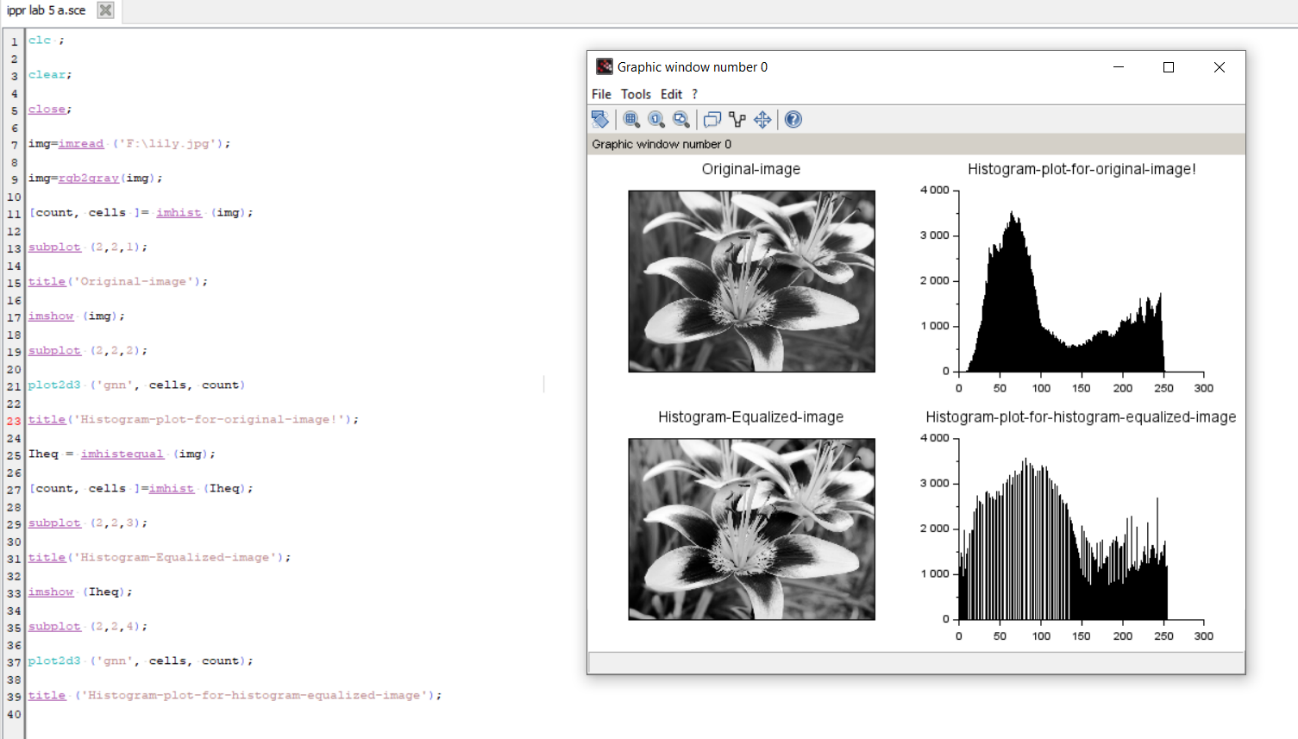 ippr lab 5 a.sce
1 clc ;
2
3 clear;
4
5 close;
6
7 img=imread ('F:\lily.jpg');
8
9 img=rgb2gray(img);
10
11 [count, cells ]= imhist (img);
12
13 subplot (2,2,1);
14
15 title('Original-image');
16
17 imshow (img);
18
19 subplot (2,2,2);
20
21 plot2d3 ('gnn', cells, count)
22
23 title('Histogram-plot-for-original-image!');
24
25 Iheq = imhistequal (img);
26
27 [count, cells ]=imhist (Iheq);
28
29 subplot (2,2,3);
30
31 title('Histogram-Equalized-image');
32
33 imshow (Iheq);
34
35 subplot (2,2,4);
36
37 plot2d3 ('gnn', cells, count);
38
39 title ('Histogram-plot-for-histogram-equalized-image');
40
Graphic window number 0
File Tools Edit ?
Graphic window number 0
Original-image
Histogram-plot-for-original-image!
4 000
3 000
2 000
1 000
0
0 50 100 150 200 250 300
Histogram-Equalized-image
Histogram-plot-for-histogram-equalized-image
4 000
3 000
2 000
1 000
0
0 50 100 150 200 250 300